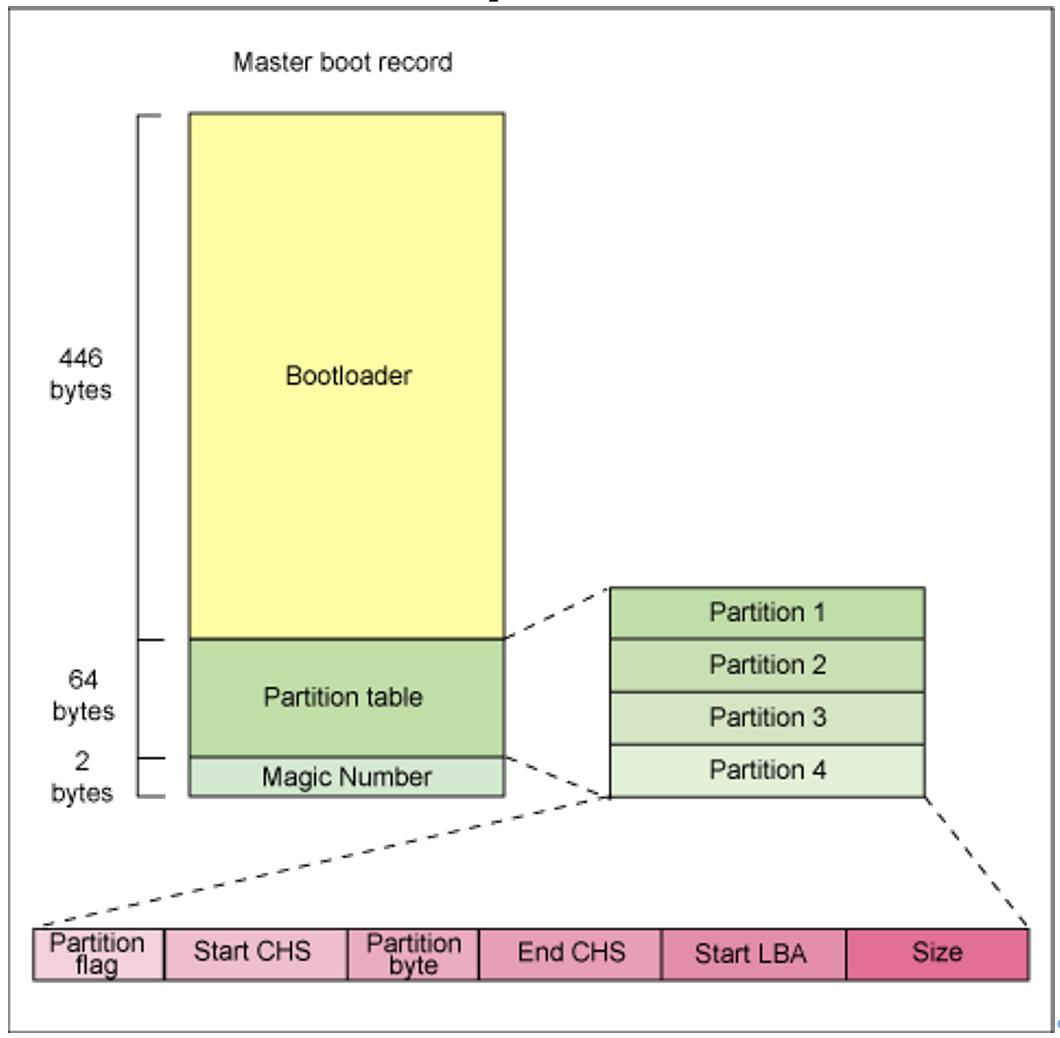 Master boot record
446
bytes
Bootloader
64
bytes
Partition table
2
bytes
Magic Number
Partition 1
Partition 2
Partition 3
Partition 4
Partition
flag
Start CHS
Partition
byte
End CHS
Start LBA
Size